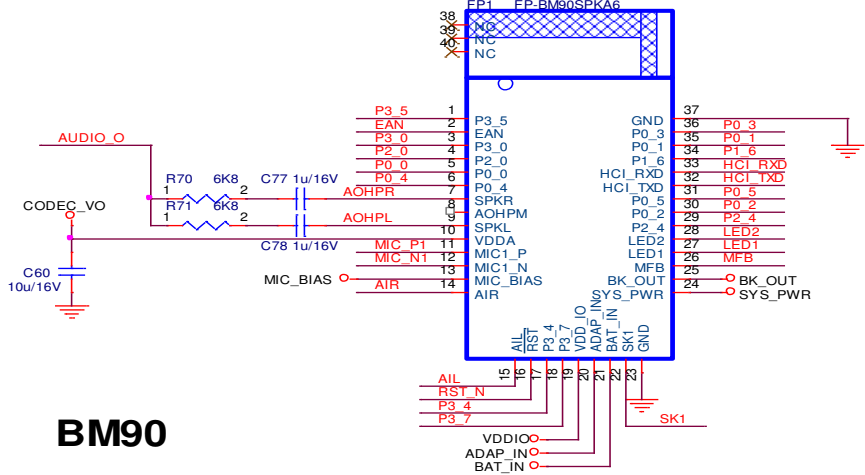 EP1 FP-BM90SPKA6
38 NC
39 NC
40 NC
P3_5 1 P3_5
EAN 2 EAN
P3_0 3 P3_0
P2_0 4 P2_0
P0_0 5 P0_0
P0_4 6 P0_4
AOHPR 7 SPKR
8 AOHPM
AOHPL 9 SPKL
10 VDDA
MIC_P1 11 MIC1_P
MIC_N1 12 MIC1_N
MIC_BIAS 13 MIC_BIAS
AIR 14 AIR
AUDIO_O
R70 6K8 C77 1u/16V
1 2
R71 6K8
1 2
C78 1u/16V
CODEC_VO
C60
10u/16V
GND 37
P0_3 36 P0_3
P0_1 35 P0_1
P1_6 34 P1_6
HCI_RXD 33 HCI_RXD
HCI_TXD 32 HCI_TXD
P0_5 31 P0_5
P0_2 30 P0_2
P2_4 29 P2_4
LED2 28 LED2
LED1 27 LED1
MFB 26 MFB
BK_OUT 25 BK_OUT
SYS_PWR 24 SYS_PWR
AIL RST P3_4 P3_7 VDD_IO ADAP_IN BAT_IN SK1 GND
15 16 17 18 19 20 21 22 23
AIL
RST_N
P3_4
P3_7
SK1
VDDIO
ADAP_IN
BAT_IN
BM90